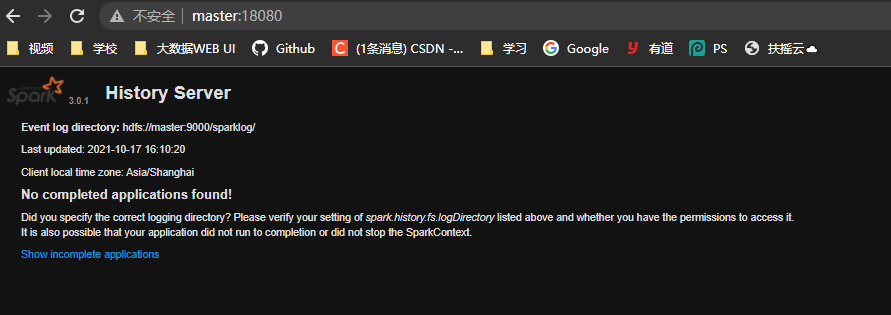 不安全 | master:18080
视频 学校 大数据WEB UI Github (1条消息) CSDN -... 学习 Google 有道 PS 扶摇云
Spark 3.0.1 History Server
Event log directory: hdfs://master:9000/sparklog/
Last updated: 2021-10-17 16:10:20
Client local time zone: Asia/Shanghai
No completed applications found!
Did you specify the correct logging directory? Please verify your setting of spark.history.fs.logDirectory listed above and whether you have the permissions to access it.
It is also possible that your application did not run to completion or did not stop the SparkContext.
Show incomplete applications